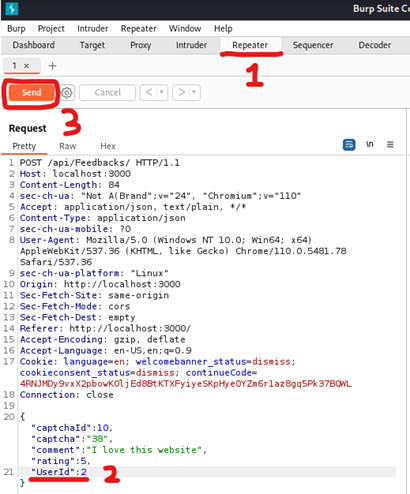 Burp Suite Co
Burp Project Intruder Repeater Window Help
Dashboard Target Proxy Intruder Repeater Sequencer Decoder
1 × +
1
Send Cancel < >
3
Request
Pretty Raw Hex
\n
1 POST /api/Feedbacks/ HTTP/1.1
2 Host: localhost:3000
3 Content-Length: 84
4 sec-ch-ua: "Not A(Brand";v="24", "Chromium";v="110"
5 Accept: application/json, text/plain, */*
6 Content-Type: application/json
7 sec-ch-ua-mobile: ?0
8 User-Agent: Mozilla/5.0 (Windows NT 10.0; Win64; x64)
AppleWebKit/537.36 (KHTML, like Gecko) Chrome/110.0.5481.78
Safari/537.36
9 sec-ch-ua-platform: "Linux"
10 Origin: http://localhost:3000
11 Sec-Fetch-Site: same-origin
12 Sec-Fetch-Mode: cors
13 Sec-Fetch-Dest: empty
14 Referer: http://localhost:3000/
15 Accept-Encoding: gzip, deflate
16 Accept-Language: en-US,en;q=0.9
17 Cookie: language=en; welcomebanner_status=dismiss;
cookieconsent_status=dismiss; continueCode=
4RNJMDy9vxX2pbowKOljEd8BtKTXFyiyeSKpHyeOYZm6r1az8gq5Pk37BQWL
18 Connection: close
19
20 {
"captchaId":10,
"captcha":"38",
"comment":"I love this website",
"rating":5,
21 "UserId":2
2
}